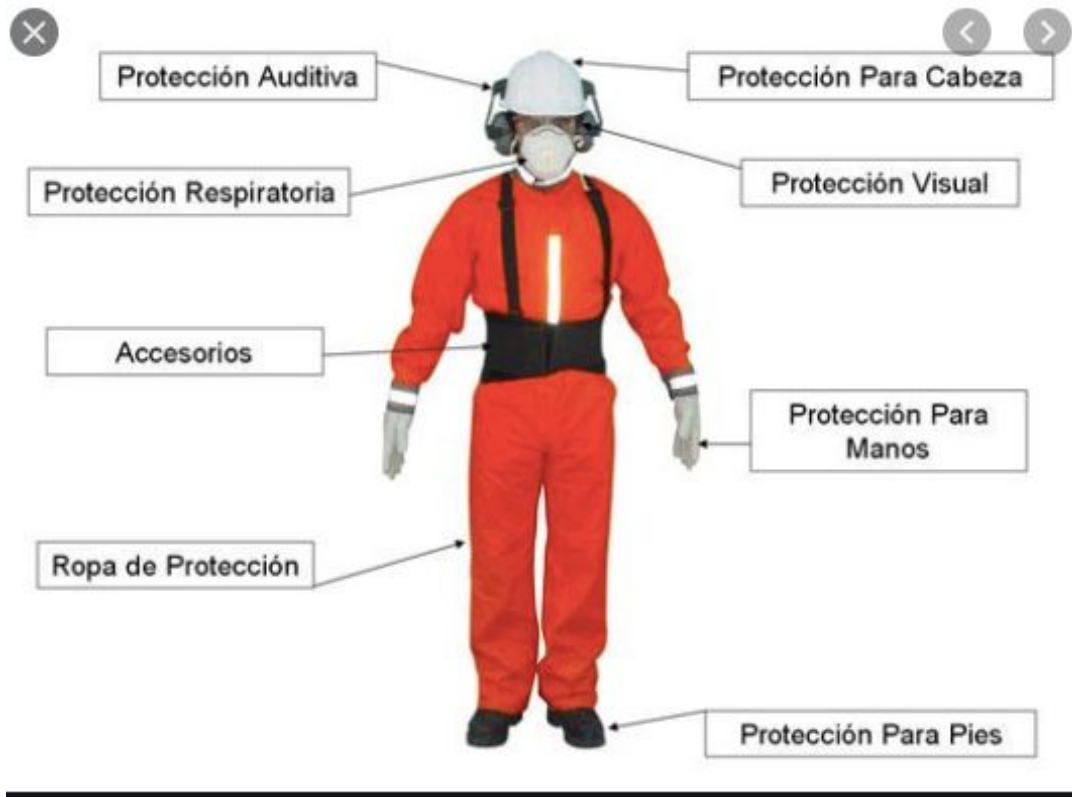 Protección Auditiva
Protección Para Cabeza
Protección Respiratoria
Protección Visual
Accesorios
Protección Para
Manos
Ropa de Protección
Protección Para Pies